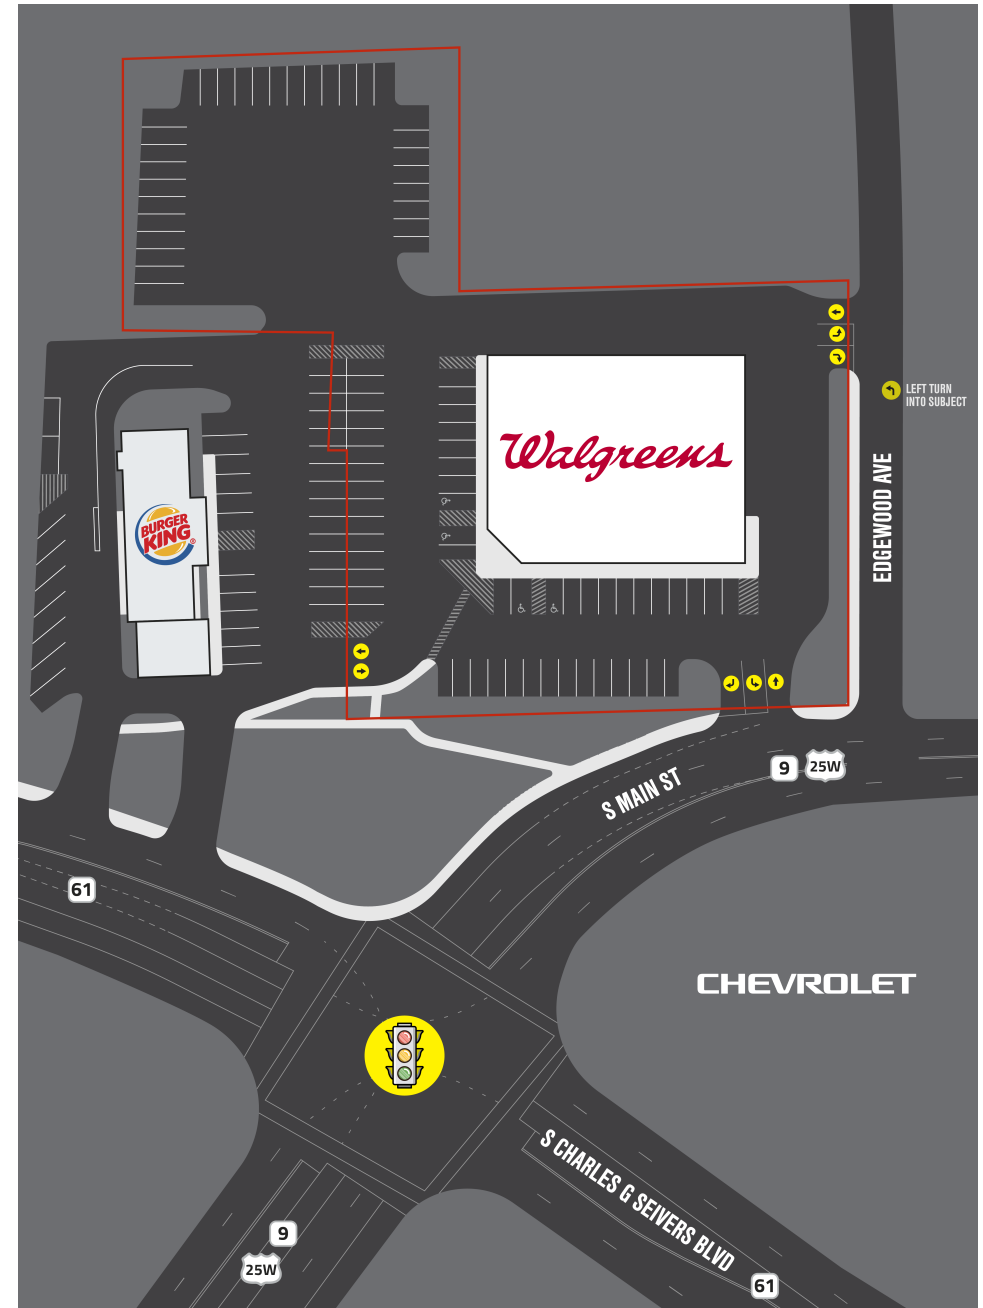 LEFT TURN
INTO SUBJECT
Walgreens
EDGEWOOD AVE
BURGER
KING
®
S MAIN ST
9
25W
61
CHEVROLET
S CHARLES G SEIVERS BLVD
9
25W
61